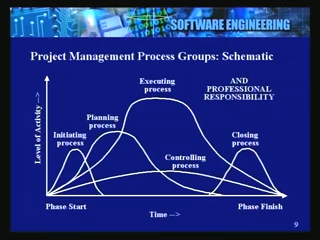 SOFTWARE ENGINEERING
Project Management Process Groups: Schematic
Executing
process
AND
PROFESSIONAL
RESPONSIBILITY
Planning
process
Initiating
process
Closing
process
Controlling
process
Level of Activity --->
Phase Start
Phase Finish
Time --->
9